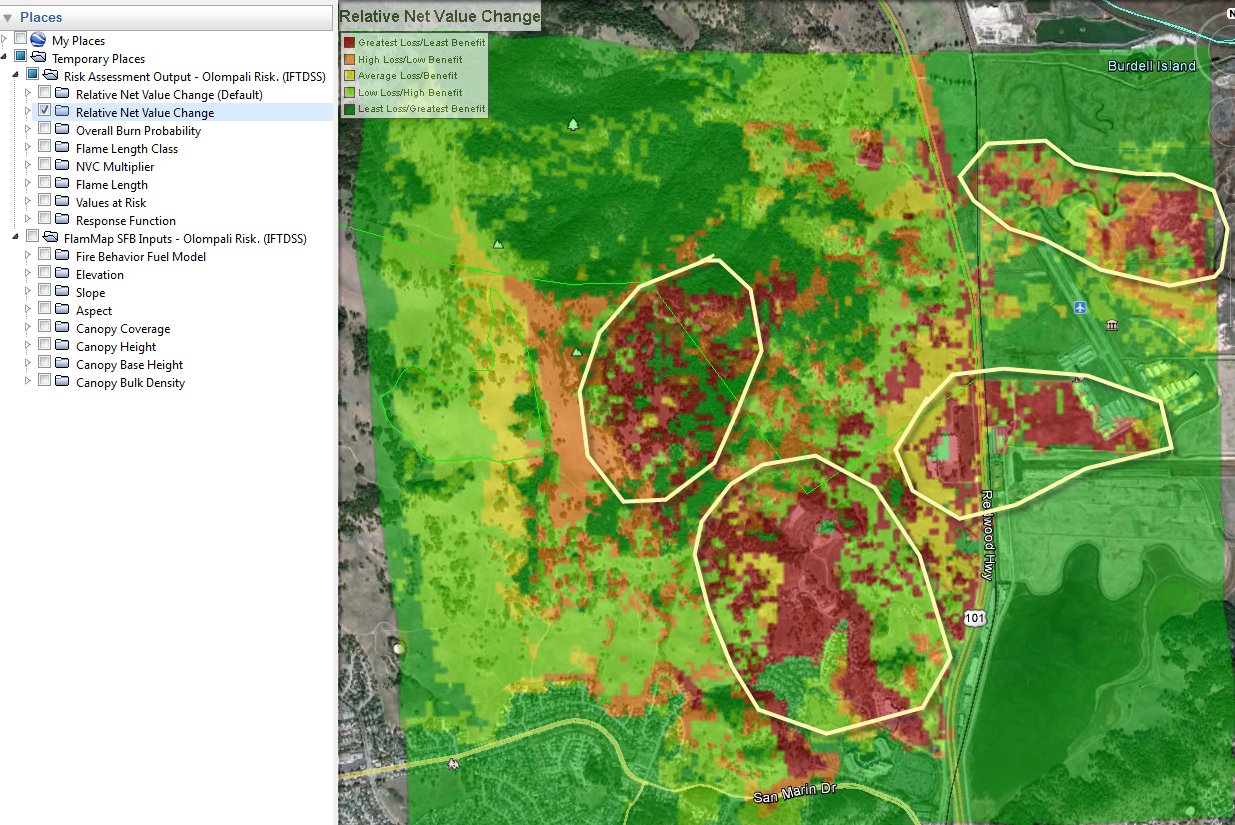 Places
My Places
Temporary Places
Risk Assessment Output - Olompali Risk. (IFTDSS)
Relative Net Value Change (Default)
Relative Net Value Change
Overall Burn Probability
Flame Length Class
NVC Multiplier
Flame Length
Values at Risk
Response Function
FlamMap SFB Inputs - Olompali Risk. (IFTDSS)
Fire Behavior Fuel Model
Elevation
Slope
Aspect
Canopy Coverage
Canopy Height
Canopy Base Height
Canopy Bulk Density
Relative Net Value Change
Greatest Loss/Least Benefit
High Loss/Low Benefit
Average Loss/Benefit
Low Loss/High Benefit
Least Loss/Greatest Benefit
N
Burdell Island
Redwood Hwy
101
San Marin Dr